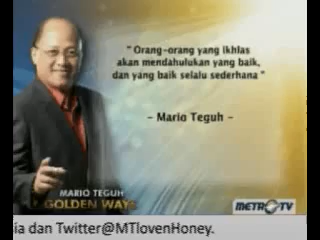 " Orang-orang yang ikhlas
akan mendahulukan yang baik,
dan yang baik selalu sederhana "
- Mario Teguh -
MARIO TEGUH
GOLDEN WAYS
METRO TV
dan Twitter@MTlovenHoney.